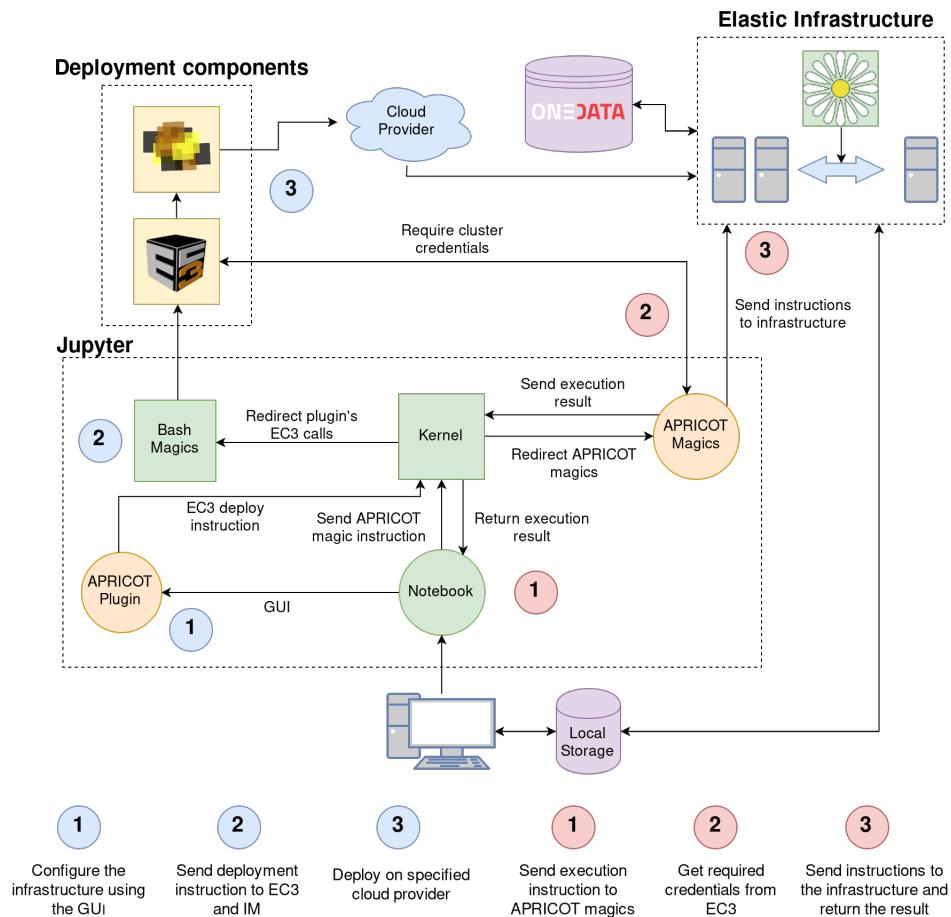 Elastic Infrastructure
Deployment components
Cloud
Provider
ONEDATA
3
Require cluster
credentials
3
2
Send instructions
to infrastructure
Jupyter
Send execution
result
Bash
Magics
2
Redirect plugin's
EC3 calls
Kernel
APRICOT
Magics
Redirect APRICOT
magics
EC3 deploy
instruction
Send APRICOT
magic instruction
Return execution
result
APRICOT
Plugin
GUI
Notebook
1
1
Local
Storage
1
2
3
1
2
3
Configure the
infrastructure using
the GUI
Send deployment
instruction to EC3
and IM
Deploy on specified
cloud provider
Send execution
instruction to
APRICOT magics
Get required
credentials from
EC3
Send instructions to
the infrastructure and
return the result